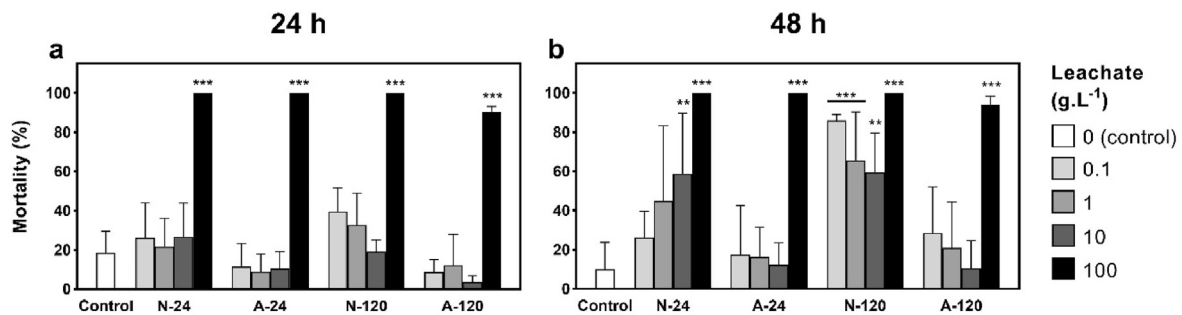 24 h
48 h
a
b
Mortality (%)
100
80
60
40
20
0
*** *** *** ***
Control N-24 A-24 N-120 A-120
100
80
60
40
20
0
** *** *** *** ** *** ***
Control N-24 A-24 N-120 A-120
Leachate
(g.L⁻¹)
0 (control)
0.1
1
10
100